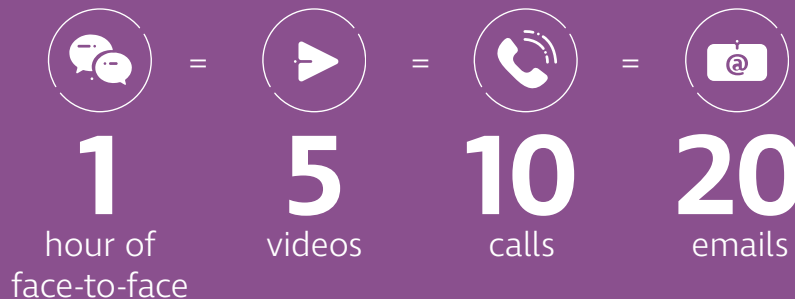 = = =
@
1 5 10 20
hour of videos calls emails
face-to-face